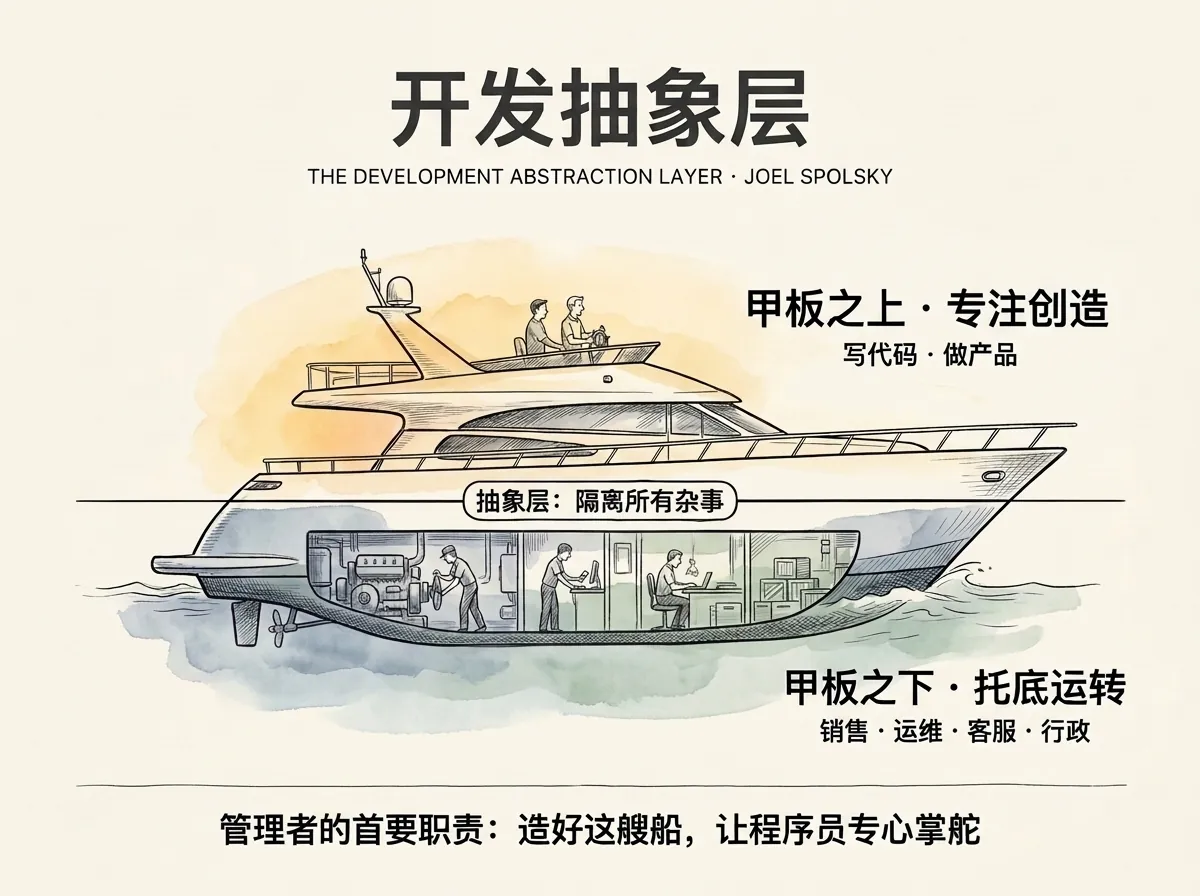 开发抽象层
THE DEVELOPMENT ABSTRACTION LAYER · JOEL SPOLSKY
甲板之上 · 专注创造
写代码 · 做产品
抽象层：隔离所有杂事
甲板之下 · 托底运转
销售 · 运维 · 客服 · 行政
管理者的首要职责：造好这艘船，让程序员专心掌舵